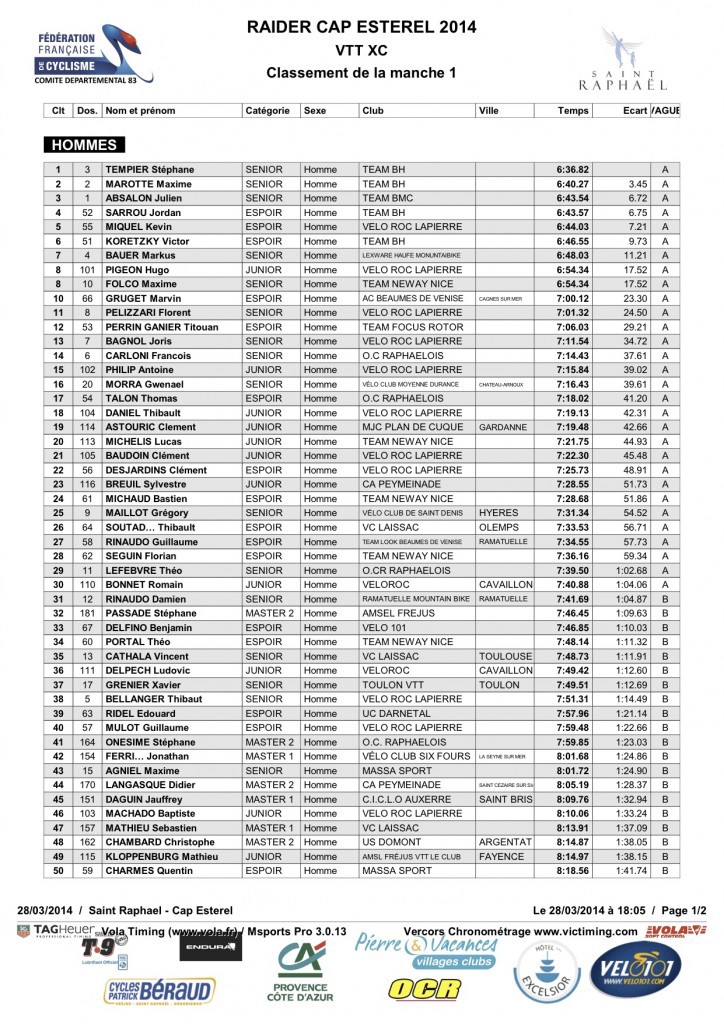 FÉDÉRATION
FRANÇAISE
DE CYCLISME
COMITE DEPARTEMENTAL 83
RAIDER CAP ESTEREL 2014
VTT XC
Classement de la manche 1
SAINT
RAPHAËL
Clt Dos. Nom et prénom Catégorie Sexe Club Ville Temps Ecart VAGUE
HOMMES
1 3 TEMPIER Stéphane SENIOR Homme TEAM BH 6:36.82 A
2 2 MAROTTE Maxime SENIOR Homme TEAM BH 6:40.27 3.45 A
3 1 ABSALON Julien SENIOR Homme TEAM BMC 6:43.54 6.72 A
4 52 SARROU Jordan ESPOIR Homme TEAM BH 6:43.57 6.75 A
5 55 MIQUEL Kevin ESPOIR Homme VELO ROC LAPIERRE 6:44.03 7.21 A
6 51 KORETZKY Victor ESPOIR Homme TEAM BH 6:46.55 9.73 A
7 4 BAUER Markus SENIOR Homme LEXWARE HAUFE MONUNTAIBIKE 6:48.03 11.21 A
8 101 PIGEON Hugo JUNIOR Homme VELO ROC LAPIERRE 6:54.34 17.52 A
8 10 FOLCO Maxime SENIOR Homme TEAM NEWAY NICE 6:54.34 17.52 A
10 66 GRUGET Marvin ESPOIR Homme AC BEAUMES DE VENISE CAGNES SUR MER 7:00.12 23.30 A
11 8 PELIZZARI Florent SENIOR Homme VELO ROC LAPIERRE 7:01.32 24.50 A
12 53 PERRIN GANIER Titouan ESPOIR Homme TEAM FOCUS ROTOR 7:06.03 29.21 A
13 7 BAGNOL Joris SENIOR Homme VELO ROC LAPIERRE 7:11.54 34.72 A
14 6 CARLONI Francois SENIOR Homme O.C RAPHAELOIS 7:14.43 37.61 A
15 102 PHILIP Antoine JUNIOR Homme VELO ROC LAPIERRE 7:15.84 39.02 A
16 20 MORRA Gwenael SENIOR Homme VÉLO CLUB MOYENNE DURANCE CHATEAU-ARNOUX 7:16.43 39.61 A
17 54 TALON Thomas ESPOIR Homme O.C RAPHAELOIS 7:18.02 41.20 A
18 104 DANIEL Thibault JUNIOR Homme VELO ROC LAPIERRE 7:19.13 42.31 A
19 114 ASTOURIC Clement JUNIOR Homme MJC PLAN DE CUQUE GARDANNE 7:19.48 42.66 A
20 113 MICHELIS Lucas JUNIOR Homme TEAM NEWAY NICE 7:21.75 44.93 A
21 105 BAUDOIN Clément JUNIOR Homme VELO ROC LAPIERRE 7:22.30 45.48 A
22 56 DESJARDINS Clément ESPOIR Homme VELO ROC LAPIERRE 7:25.73 48.91 A
23 116 BREUIL Sylvestre JUNIOR Homme CA PEYMEINADE 7:28.55 51.73 A
24 61 MICHAUD Bastien ESPOIR Homme TEAM NEWAY NICE 7:28.68 51.86 A
25 9 MAILLOT Grégory SENIOR Homme VÉLO CLUB DE SAINT DENIS HYERES 7:31.34 54.52 A
26 64 SOUTAD... Thibault ESPOIR Homme VC LAISSAC OLEMPS 7:33.53 56.71 A
27 58 RINAUDO Guillaume ESPOIR Homme TEAM LOOK BEAUMES DE VENISE RAMATUELLE 7:34.55 57.73 A
28 62 SEGUIN Florian ESPOIR Homme TEAM NEWAY NICE 7:36.16 59.34 A
29 11 LEFEBVRE Théo SENIOR Homme O.CR RAPHAELOIS 7:39.50 1:02.68 A
30 110 BONNET Romain JUNIOR Homme VELOROC CAVAILLON 7:40.88 1:04.06 A
31 12 RINAUDO Damien SENIOR Homme RAMATUELLE MOUNTAIN BIKE RAMATUELLE 7:41.69 1:04.87 B
32 181 PASSADE Stéphane MASTER 2 Homme AMSEL FREJUS 7:46.45 1:09.63 B
33 67 DELFINO Benjamin ESPOIR Homme VELO 101 7:46.85 1:10.03 B
34 60 PORTAL Théo ESPOIR Homme TEAM NEWAY NICE 7:48.14 1:11.32 B
35 13 CATHALA Vincent SENIOR Homme VC LAISSAC TOULOUSE 7:48.73 1:11.91 B
36 111 DELPECH Ludovic JUNIOR Homme VELOROC CAVAILLON 7:49.42 1:12.60 B
37 17 GRENIER Xavier SENIOR Homme TOULON VTT TOULON 7:49.51 1:12.69 B
38 5 BELLANGER Thibaut SENIOR Homme VELO ROC LAPIERRE 7:51.31 1:14.49 B
39 63 RIDEL Edouard ESPOIR Homme UC DARNETAL 7:57.96 1:21.14 B
40 57 MULOT Guillaume ESPOIR Homme VELO ROC LAPIERRE 7:59.48 1:22.66 B
41 164 ONESIME Stéphane MASTER 2 Homme O.C. RAPHAELOIS 7:59.85 1:23.03 B
42 154 FERRI... Jonathan MASTER 1 Homme VÉLO CLUB SIX FOURS LA SEYNE SUR MER 8:01.68 1:24.86 B
43 15 AGNIEL Maxime SENIOR Homme MASSA SPORT 8:01.72 1:24.90 B
44 170 LANGASQUE Didier MASTER 2 Homme CA PEYMEINADE SAINT CEZAIRE SUR SI 8:05.19 1:28.37 B
45 151 DAGUIN Jauffrey MASTER 1 Homme C.I.C.L.O AUXERRE SAINT BRIS 8:09.76 1:32.94 B
46 103 MACHADO Baptiste JUNIOR Homme VELO ROC LAPIERRE 8:10.06 1:33.24 B
47 157 MATHIEU Sebastien MASTER 1 Homme VC LAISSAC 8:13.91 1:37.09 B
48 162 CHAMBARD Christophe MASTER 2 Homme US DOMONT ARGENTAT 8:14.87 1:38.05 B
49 115 KLOPPENBURG Mathieu JUNIOR Homme AMSL FRÉJUS VTT LE CLUB FAYENCE 8:14.97 1:38.15 B
50 59 CHARMES Quentin ESPOIR Homme MASSA SPORT 8:18.56 1:41.74 B
28/03/2014 / Saint Raphael - Cap Esterel Le 28/03/2014 à 18:05 / Page 1/2
TAGHeuer Vola Timing (www.vola.fr) / Msports Pro 3.0.13 Vercors Chronométrage www.victiming.com VOLA
PROFESSIONAL TIMING SOFT CONTROL
T.9
Lubrifiant Officiel
ENDURA
CA
PROVENCE
CÔTE D'AZUR
Pierre & Vacances
villages clubs
HÔTEL
EXCELSIOR
VELO101
WWW.VELO101.COM
CYCLES
PATRICK BÉRAUD
OCR